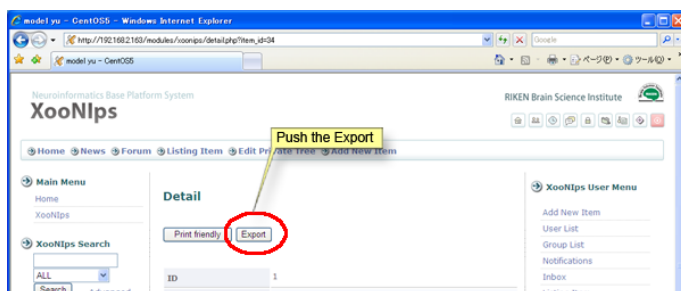 model yu - CentOS5 - Windows Internet Explorer
http://192.168.2.163/modules/xoonips/detail.php?item_id=34
Google
model yu - CentOS5
ページ(P)
ツール(O)
Neuroinformatics Base Platform System
XooNIps
RIKEN Brain Science Institute
Push the Export
Home News Forum Listing Item Edit Private Tree Add New Item
Main Menu
Home
XooNIps
XooNIps Search
ALL
Search Advanced
Detail
Print friendly Export
ID 1
XooNIps User Menu
Add New Item
User List
Group List
Notifications
Inbox